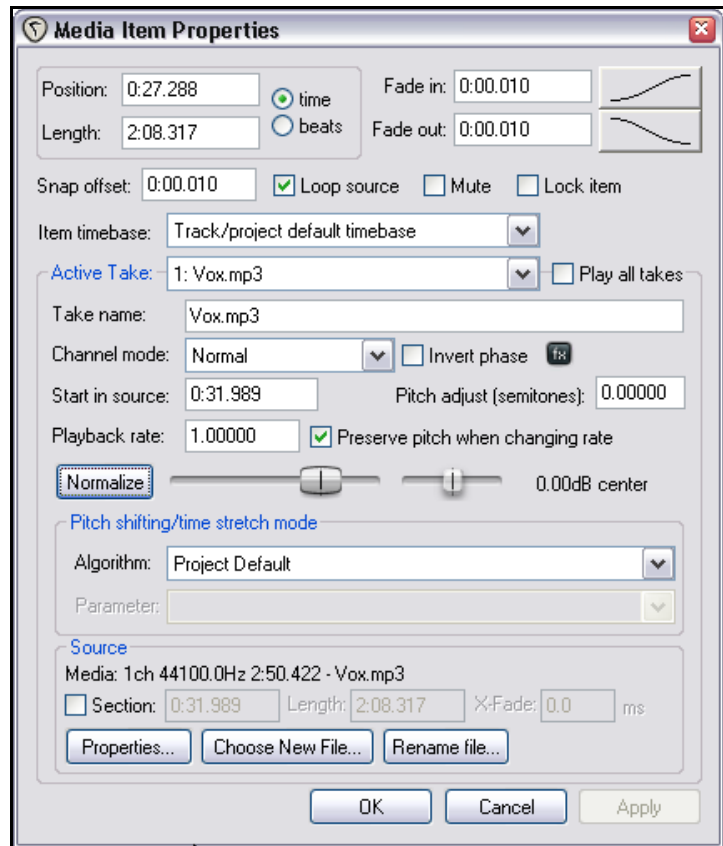 Media Item Properties
Position: 0:27.288 time Fade in: 0:00.010
Length: 2:08.317 beats Fade out: 0:00.010
Snap offset: 0:00.010 Loop source Mute Lock item
Item timebase: Track/project default timebase
Active Take: 1: Vox.mp3 Play all takes
Take name: Vox.mp3
Channel mode: Normal Invert phase fx
Start in source: 0:31.989 Pitch adjust (semitones): 0.00000
Playback rate: 1.00000 Preserve pitch when changing rate
Normalize 0.00dB center
Pitch shifting/time stretch mode
Algorithm: Project Default
Parameter:
Source
Media: 1ch 44100.0Hz 2:50.422 - Vox.mp3
Section: 0:31.989 Length: 2:08.317 X-Fade: 0.0 ms
Properties... Choose New File... Rename file...
OK Cancel Apply